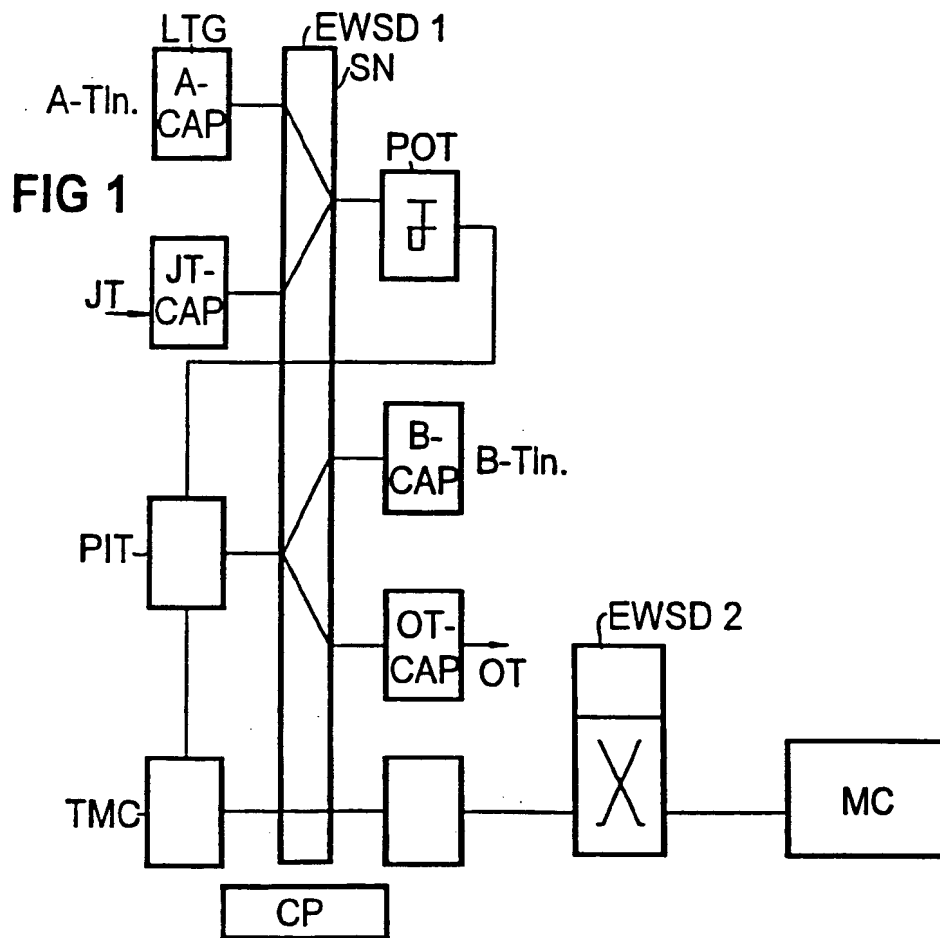 LTG
EWSD 1
SN
A-Tln.
A-
CAP
POT
FIG 1
JT
JT-
CAP
B-
CAP
B-Tln.
PIT
OT-
CAP
OT
EWSD 2
TMC
MC
CP